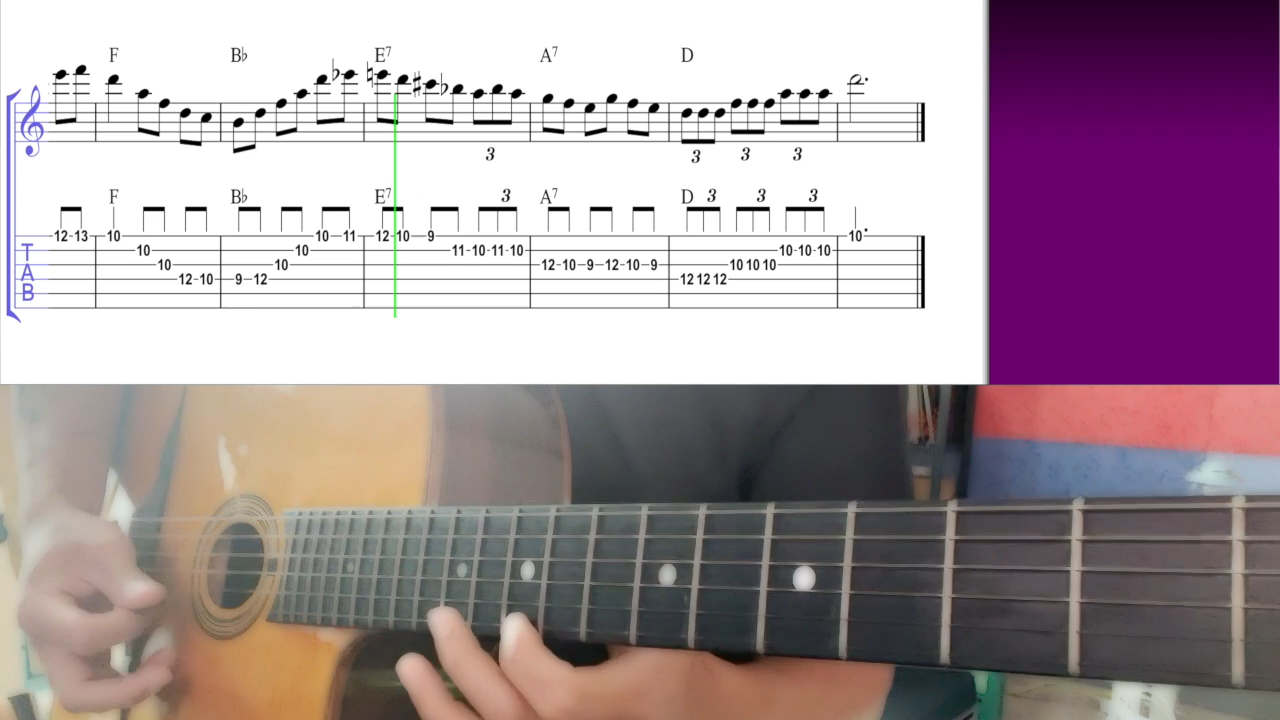 F B♭ E7 A7 D
3 3 3 3
F B♭ E7 3 A7 D 3 3 3
12 13 10 10 10 12 10 9 12 10 10 10 11 12 10 9 11 10 11 10 12 10 9 12 10 9 12 12 12 10 10 10 10 10 10 10
T
A
B